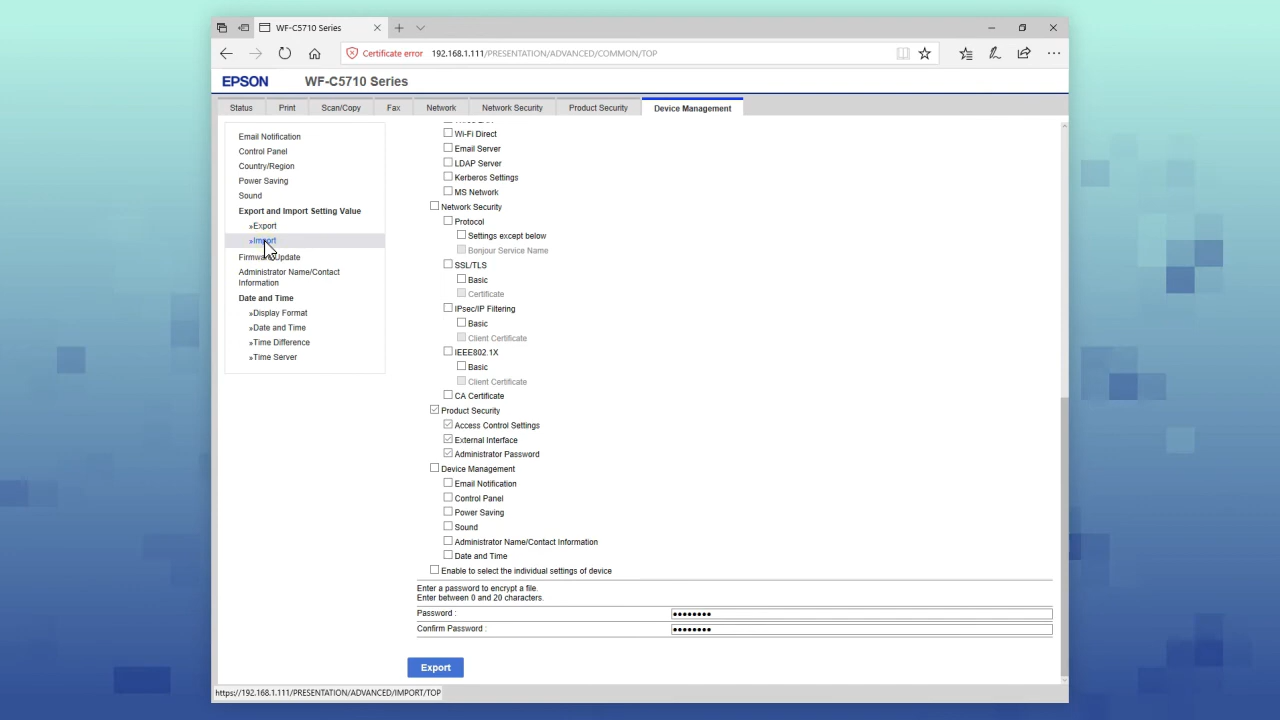 WF-C5710 Series
Certificate error 192.168.1.111/PRESENTATION/ADVANCED/COMMON/TOP
EPSON WF-C5710 Series
Status Print Scan/Copy Fax Network Network Security Product Security Device Management
Email Notification
Control Panel
Country/Region
Power Saving
Sound
Export and Import Setting Value
»Export
»Import
Firmware Update
Administrator Name/Contact
Information
Date and Time
»Display Format
»Date and Time
»Time Difference
»Time Server
Wi-Fi Direct
Email Server
LDAP Server
Kerberos Settings
MS Network
Network Security
Protocol
Settings except below
Bonjour Service Name
SSL/TLS
Basic
Certificate
IPsec/IP Filtering
Basic
Client Certificate
IEEE802.1X
Basic
Client Certificate
CA Certificate
Product Security
Access Control Settings
External Interface
Administrator Password
Device Management
Email Notification
Control Panel
Power Saving
Sound
Administrator Name/Contact Information
Date and Time
Enable to select the individual settings of device
Enter a password to encrypt a file.
Enter between 0 and 20 characters.
Password : ●●●●●●●●
Confirm Password : ●●●●●●●●
Export
https://192.168.1.111/PRESENTATION/ADVANCED/IMPORT/TOP